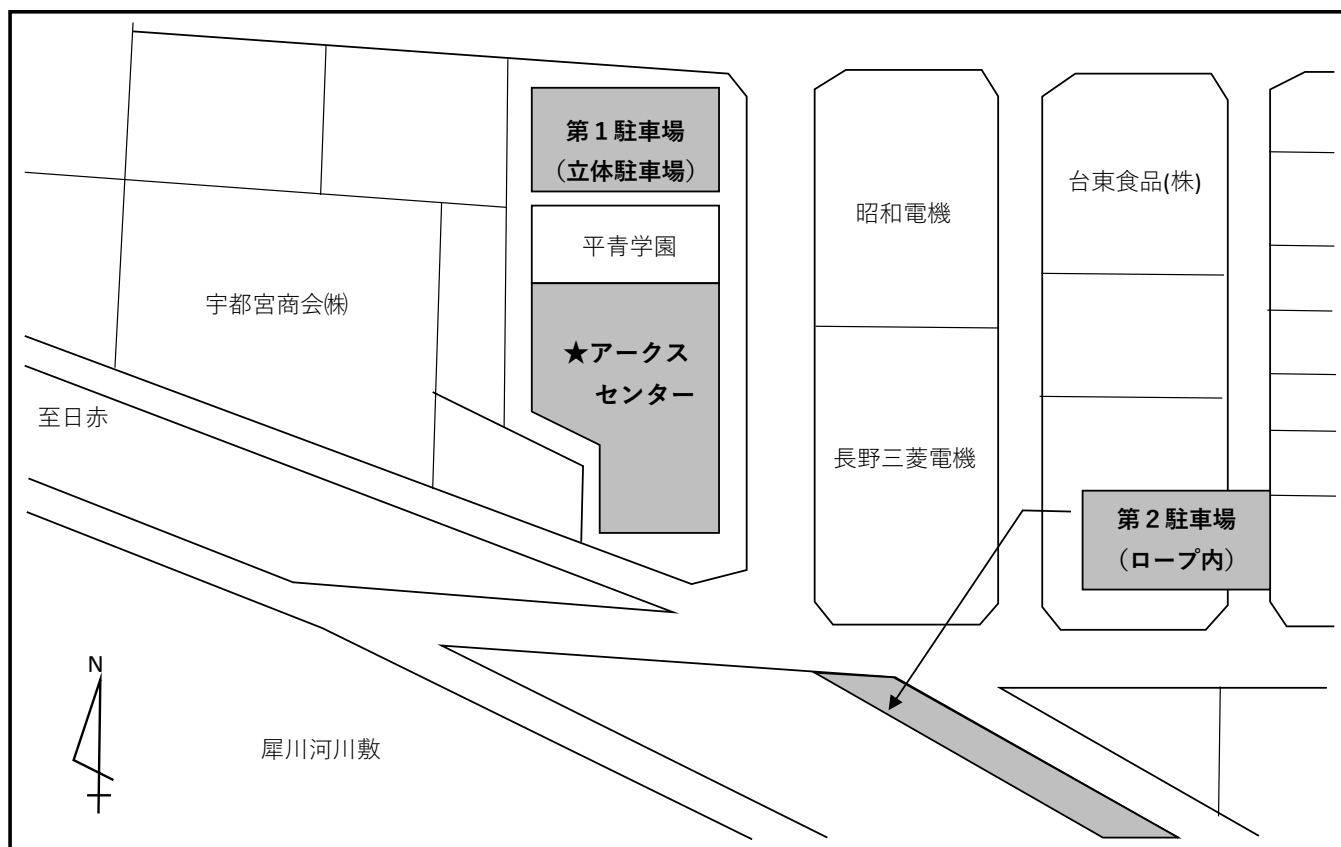 第１駐車場
（立体駐車場）
台東食品(株)
昭和電機
平青学園
宇都宮商会㈱
★アークス
センター
至日赤
長野三菱電機
第２駐車場
（ロープ内）
N
犀川河川敷